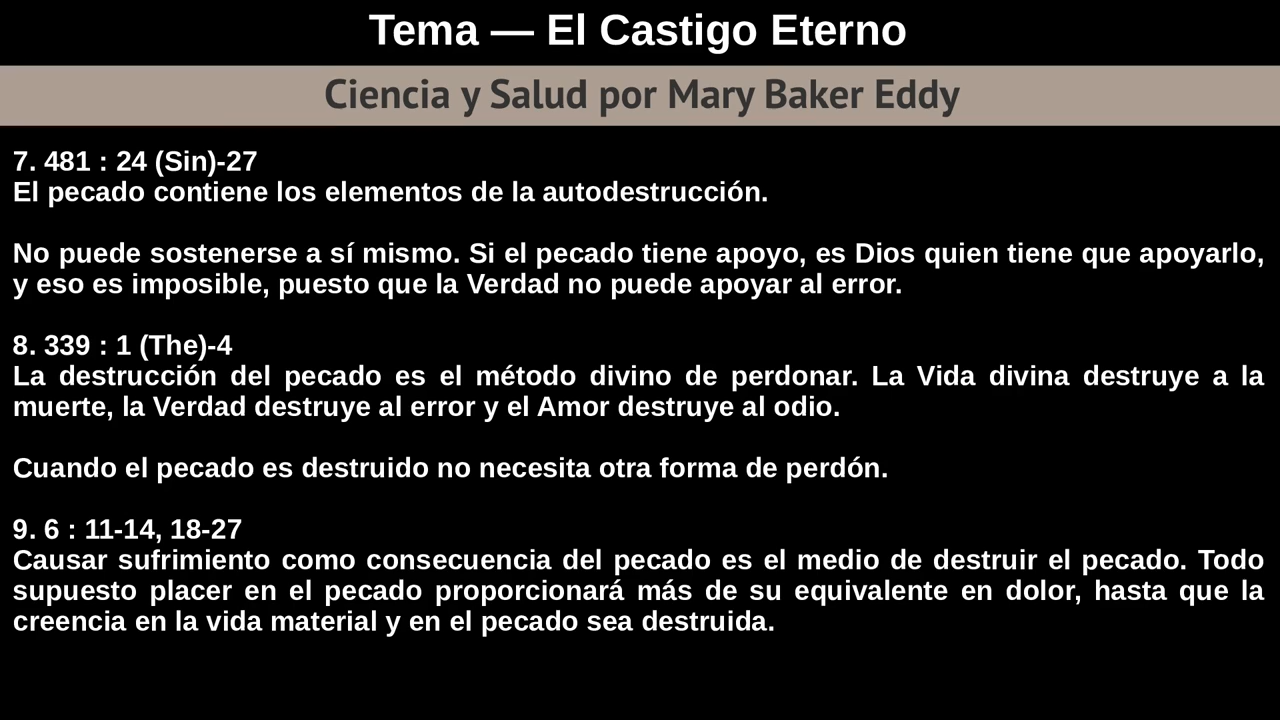 Tema — El Castigo Eterno
Ciencia y Salud por Mary Baker Eddy
7. 481 : 24 (Sin)-27
El pecado contiene los elementos de la autodestrucción.
No puede sostenerse a sí mismo. Si el pecado tiene apoyo, es Dios quien tiene que apoyarlo,
y eso es imposible, puesto que la Verdad no puede apoyar al error.
8. 339 : 1 (The)-4
La destrucción del pecado es el método divino de perdonar. La Vida divina destruye a la
muerte, la Verdad destruye al error y el Amor destruye al odio.
Cuando el pecado es destruido no necesita otra forma de perdón.
9. 6 : 11-14, 18-27
Causar sufrimiento como consecuencia del pecado es el medio de destruir el pecado. Todo
supuesto placer en el pecado proporcionará más de su equivalente en dolor, hasta que la
creencia en la vida material y en el pecado sea destruida.